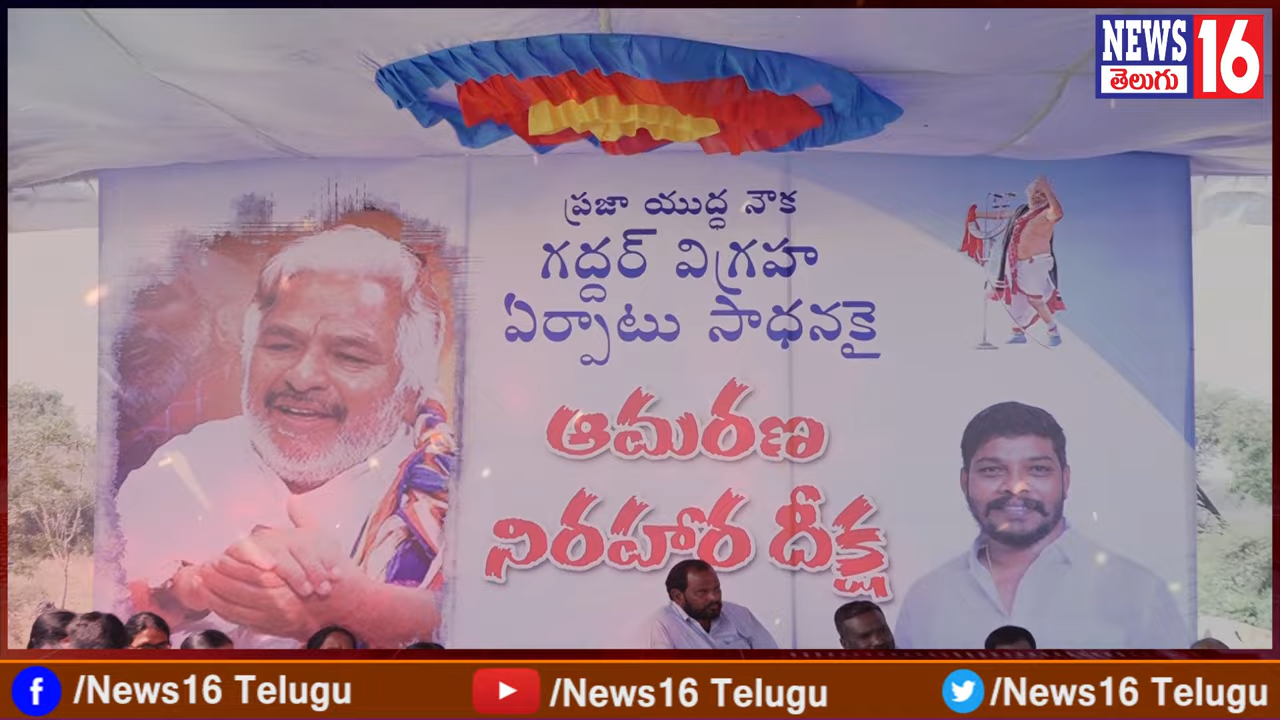 NEWS
తెలుగు
16
ప్రజా యుద్ధ నౌక
గద్దర్ విగ్రహ
ఏర్పాటు సాధనకై
ఆమరణ
నిరహార దీక్ష
/News16 Telugu
/News16 Telugu
/News16 Telugu